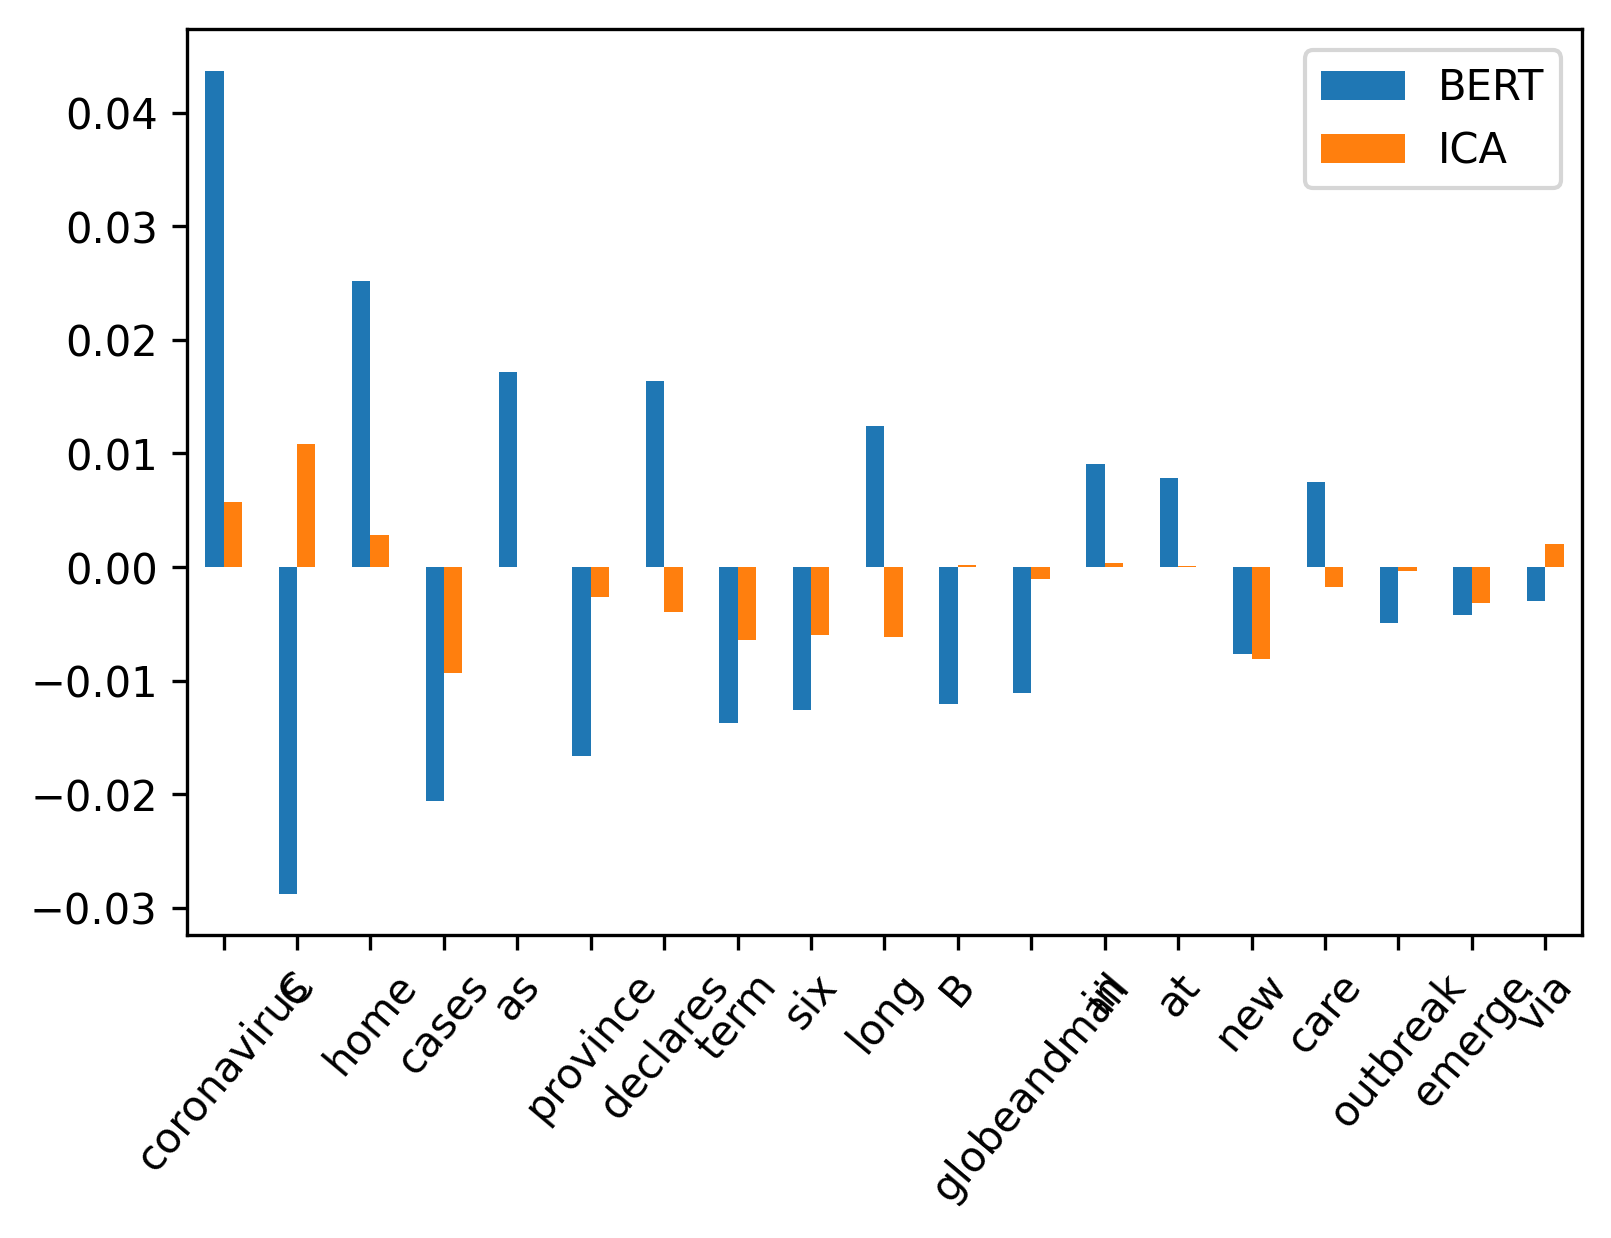 BERT
ICA
0.04
0.03
0.02
0.01
0.00
−0.01
−0.02
−0.03
coronavirus
C
home
cases
as
province
declares
term
six
long
B
globeandmail
in
at
new
care
outbreak
emerge
via